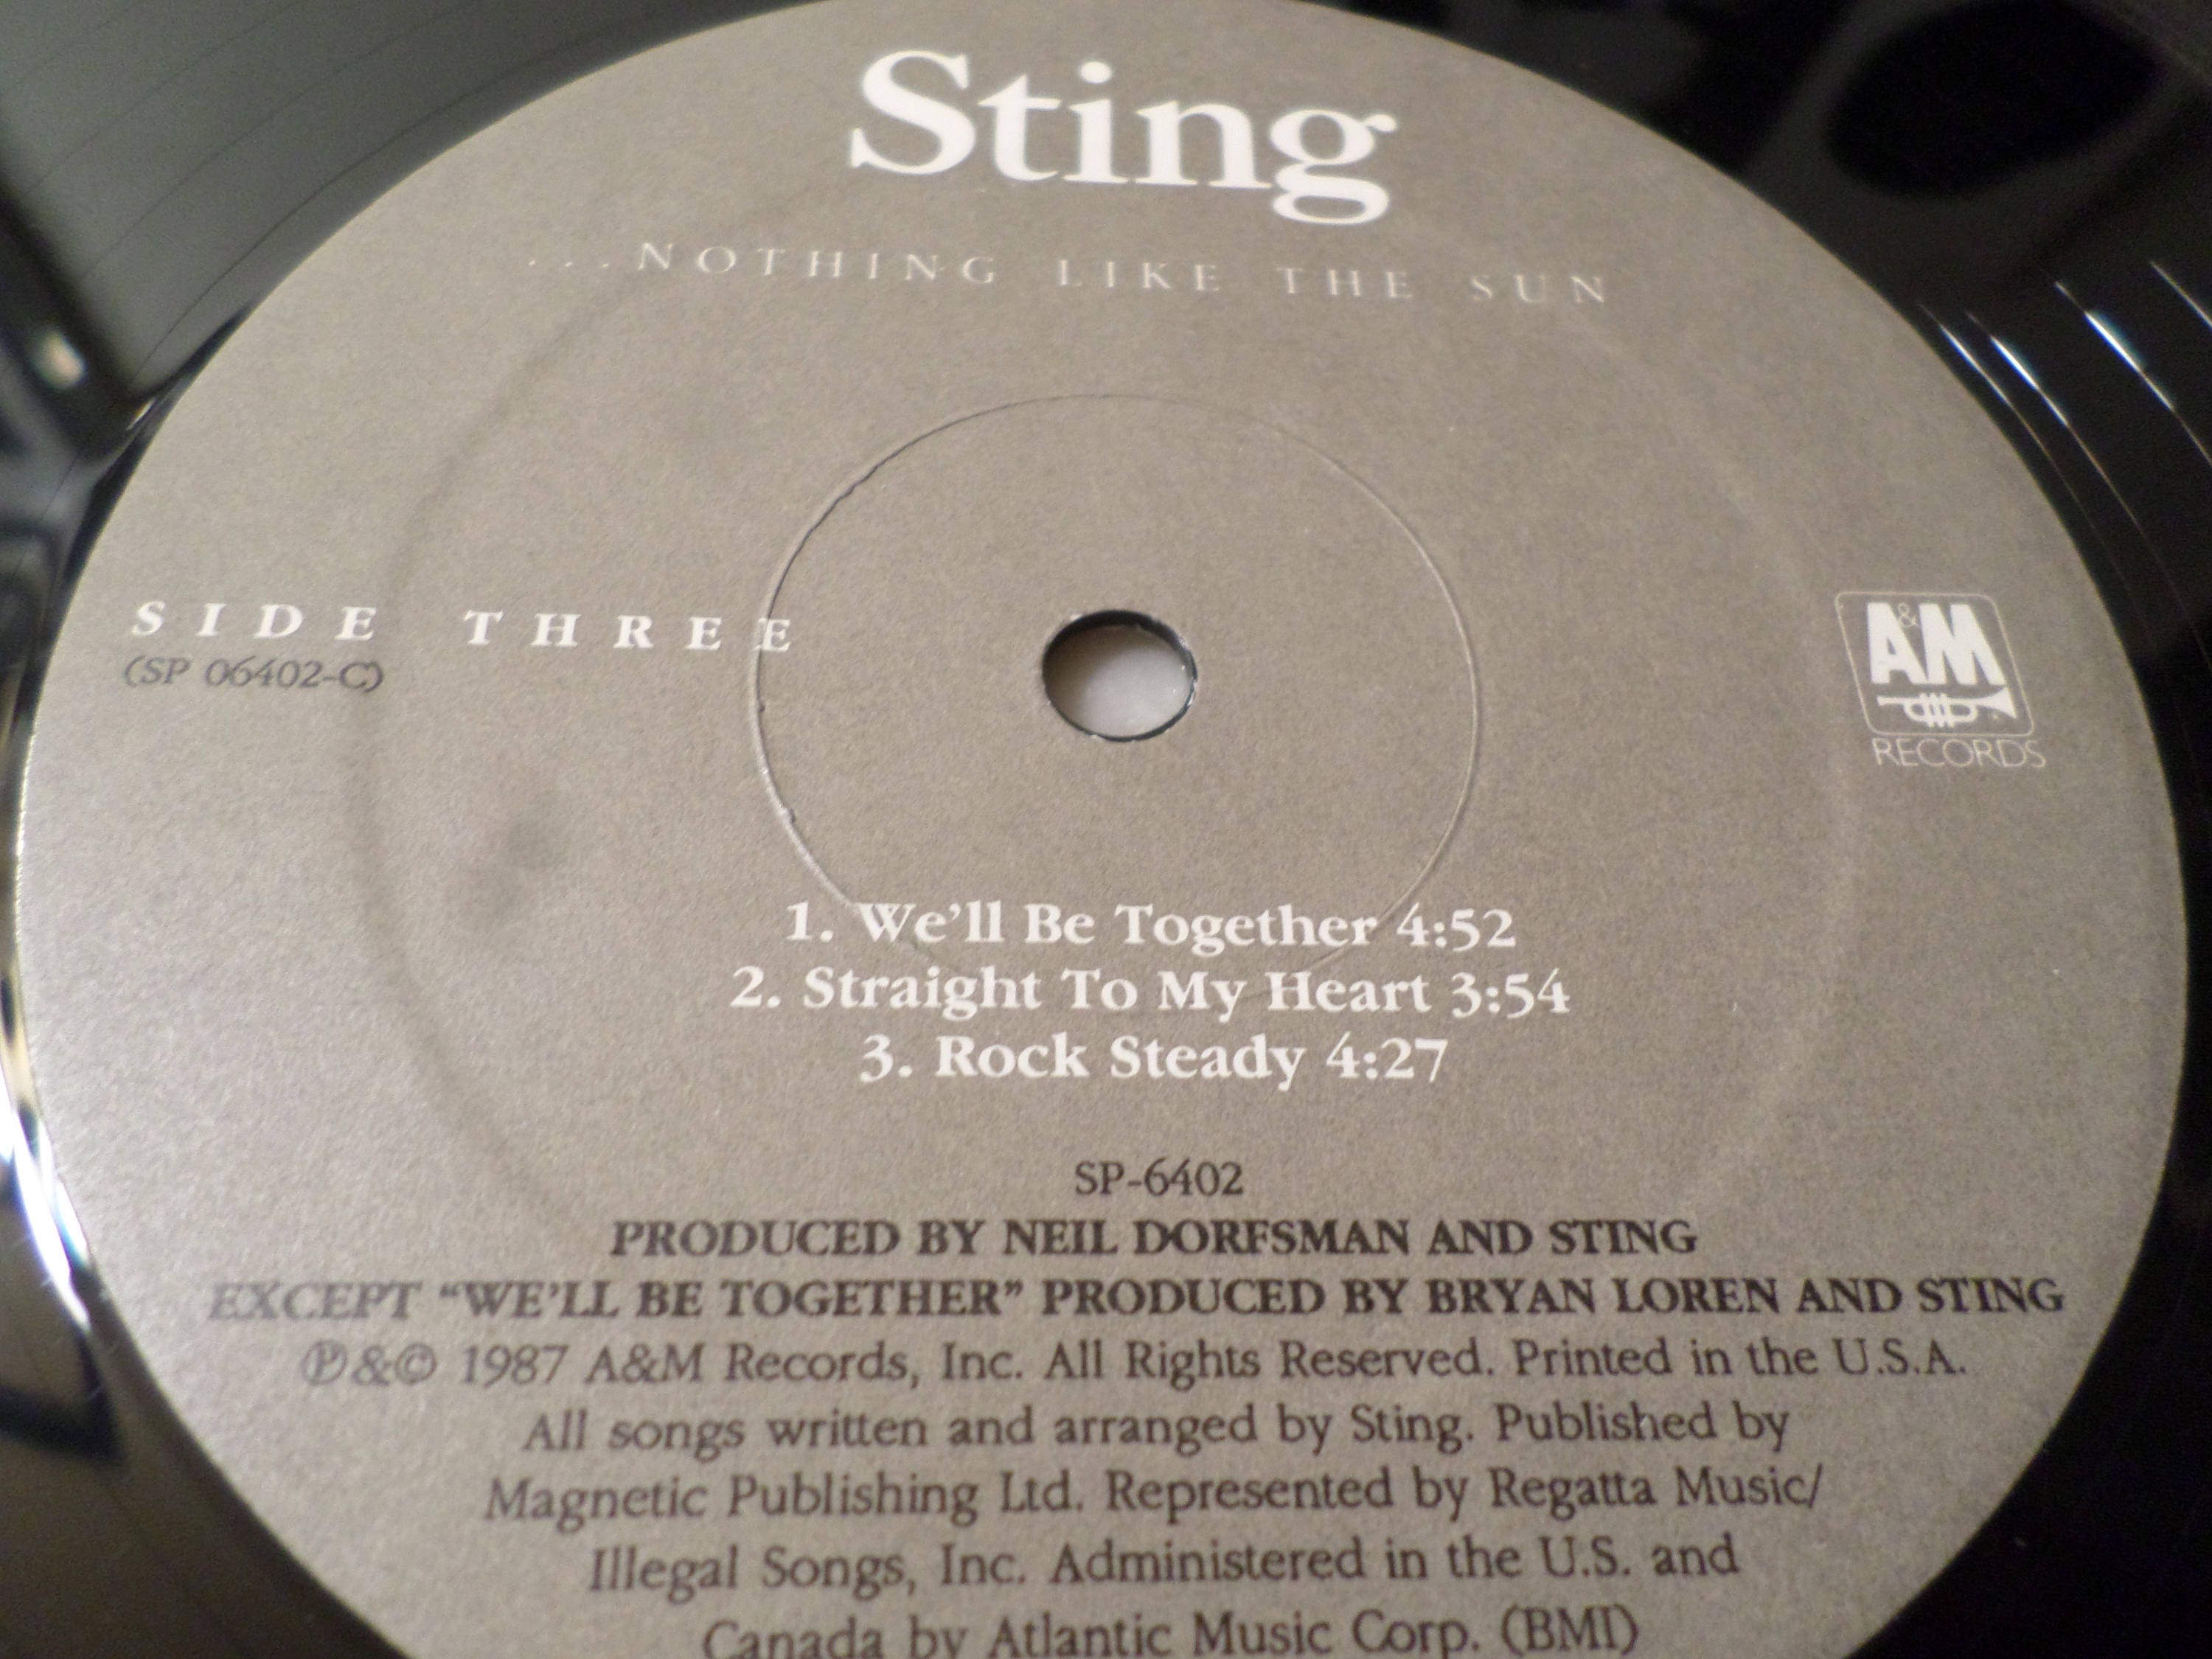 Sting
...NOTHING LIKE THE SUN
SIDE THREE
(SP 06402-C)
A&M
RECORDS
1. We'll Be Together 4:52
2. Straight To My Heart 3:54
3. Rock Steady 4:27
SP-6402
PRODUCED BY NEIL DORFSMAN AND STING
EXCEPT “WE'LL BE TOGETHER” PRODUCED BY BRYAN LOREN AND STING
℗&© 1987 A&M Records, Inc. All Rights Reserved. Printed in the U.S.A.
All songs written and arranged by Sting. Published by
Magnetic Publishing Ltd. Represented by Regatta Music/
Illegal Songs, Inc. Administered in the U.S. and
Canada by Atlantic Music Corp. (BMI)